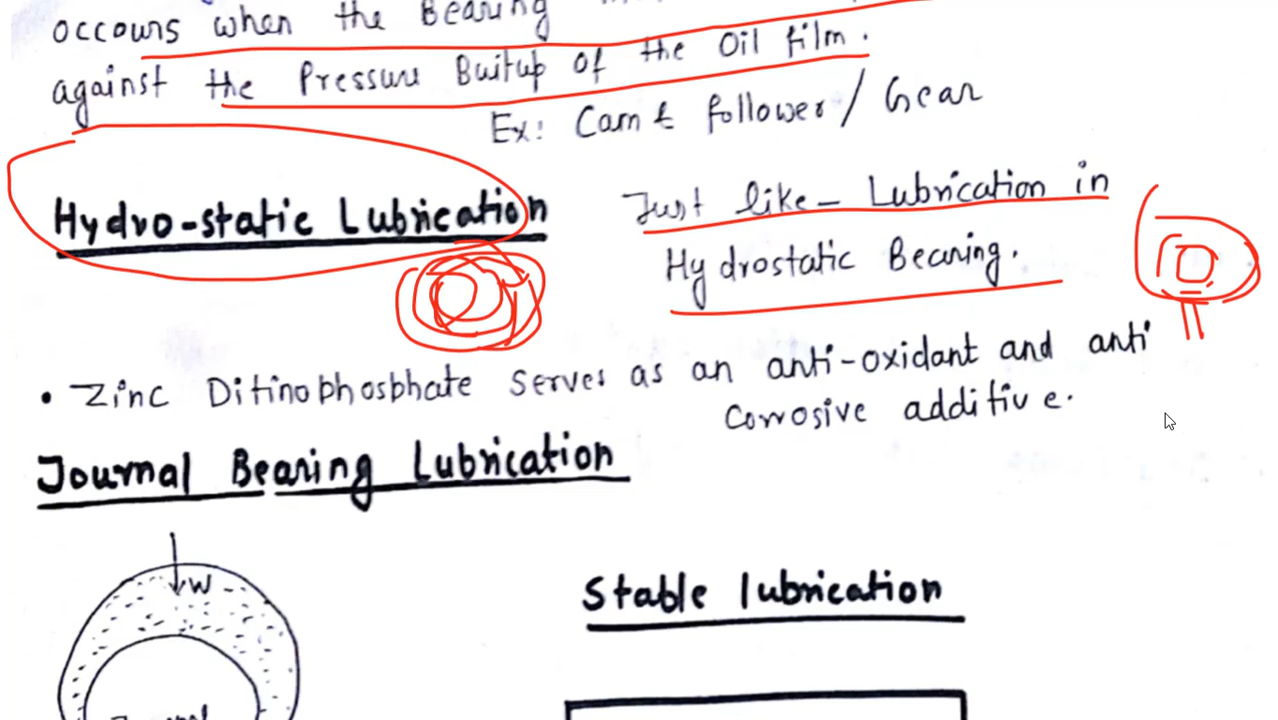 occours when the Bearing
against the Pressure Buitup of the Oil film.
Ex: Cam & follower/ Gear
Hydro-static Lubrication
Just like- Lubrication in
Hydrostatic Bearing.
• Zinc Ditinophosphate serves as an anti-oxidant and anti
corrosive additive.
Journal Bearing Lubrication
W
Stable lubrication
Journal